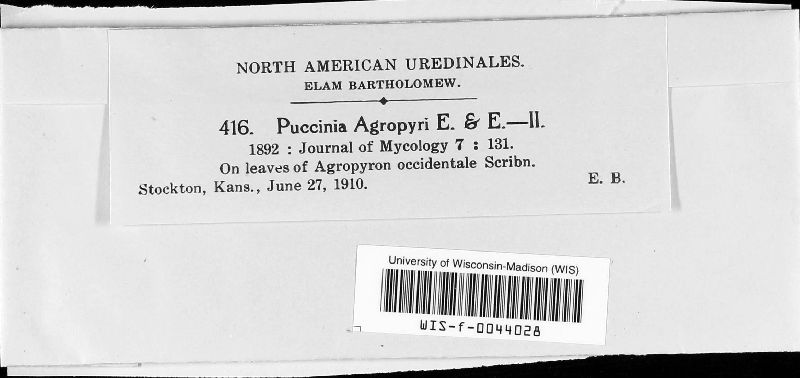 NORTH AMERICAN UREDINALES.
ELAM BARTHOLOMEW.
416. Puccinia Agropyri E. & E.—II.
1892 : Journal of Mycology 7 : 131.
On leaves of Agropyron occidentale Scribn.
Stockton, Kans., June 27, 1910. E. B.
University of Wisconsin-Madison (WIS)
WIS-f-0044028